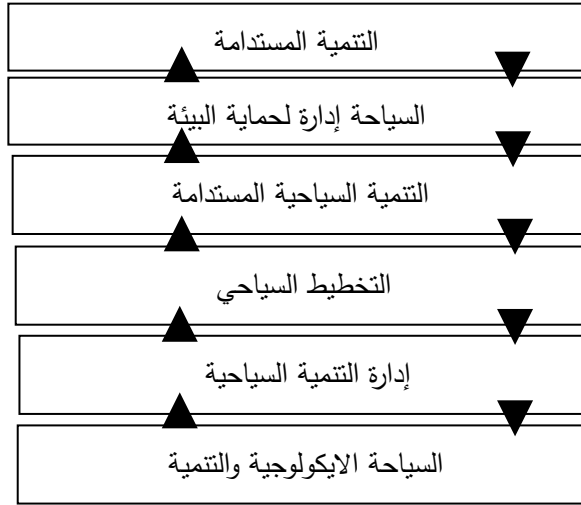 التنمية المستدامة
السياحة إدارة لحماية البيئة
التنمية السياحية المستدامة
التخطيط السياحي
إدارة التنمية السياحية
السياحة الايكولوجية والتنمية